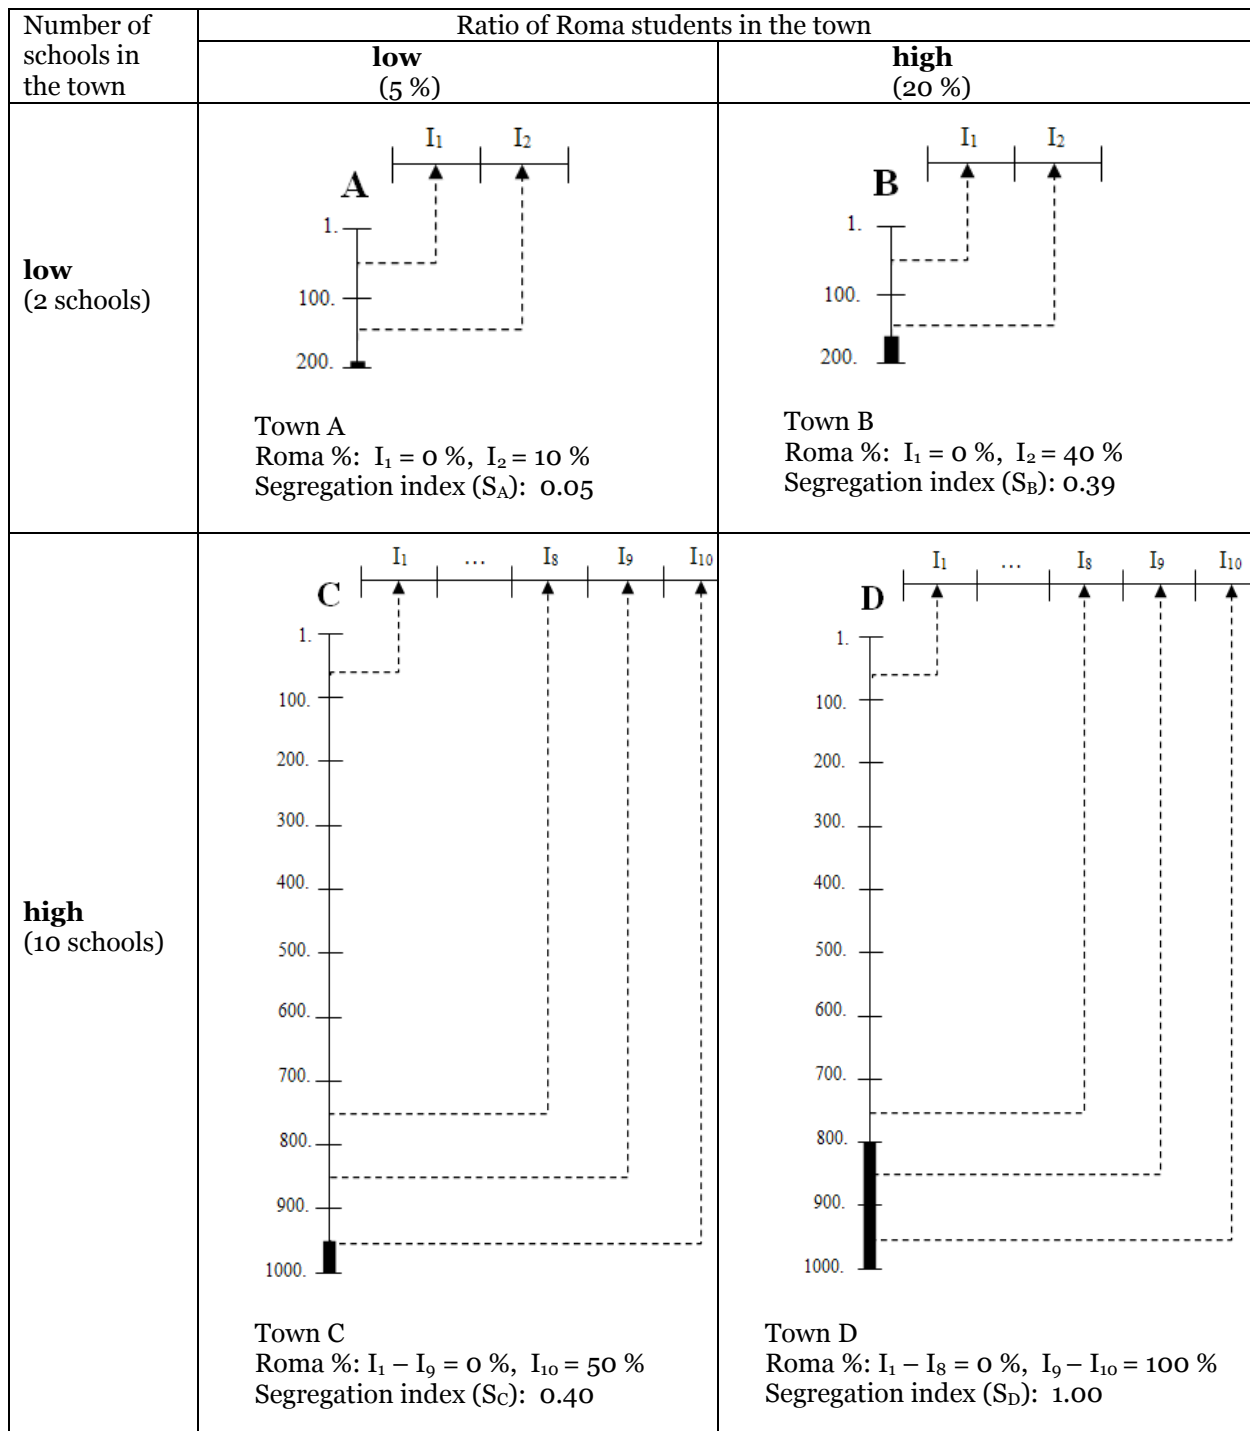 Number of
schools in
the town
Ratio of Roma students in the town
low
(5 %)
high
(20 %)
low
(2 schools)
I₁ I₂
A
1.
100.
200.
Town A
Roma %: I₁ = 0 %, I₂ = 10 %
Segregation index (S_A): 0.05
I₁ I₂
B
1.
100.
200.
Town B
Roma %: I₁ = 0 %, I₂ = 40 %
Segregation index (S_B): 0.39
high
(10 schools)
I₁ ... I₈ I₉ I₁₀
C
1.
100.
200.
300.
400.
500.
600.
700.
800.
900.
1000.
Town C
Roma %: I₁ – I₉ = 0 %, I₁₀ = 50 %
Segregation index (S_C): 0.40
I₁ ... I₈ I₉ I₁₀
D
1.
100.
200.
300.
400.
500.
600.
700.
800.
900.
1000.
Town D
Roma %: I₁ – I₈ = 0 %, I₉ – I₁₀ = 100 %
Segregation index (S_D): 1.00